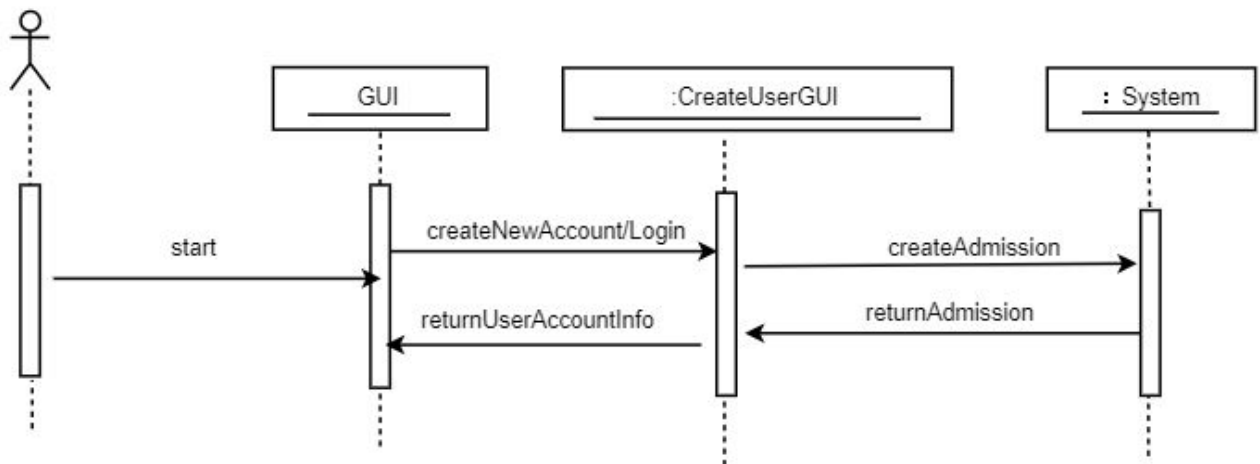 GUI
:CreateUserGUI
: System
createNewAccount/Login
start
createAdmission
returnUserAccountInfo
returnAdmission